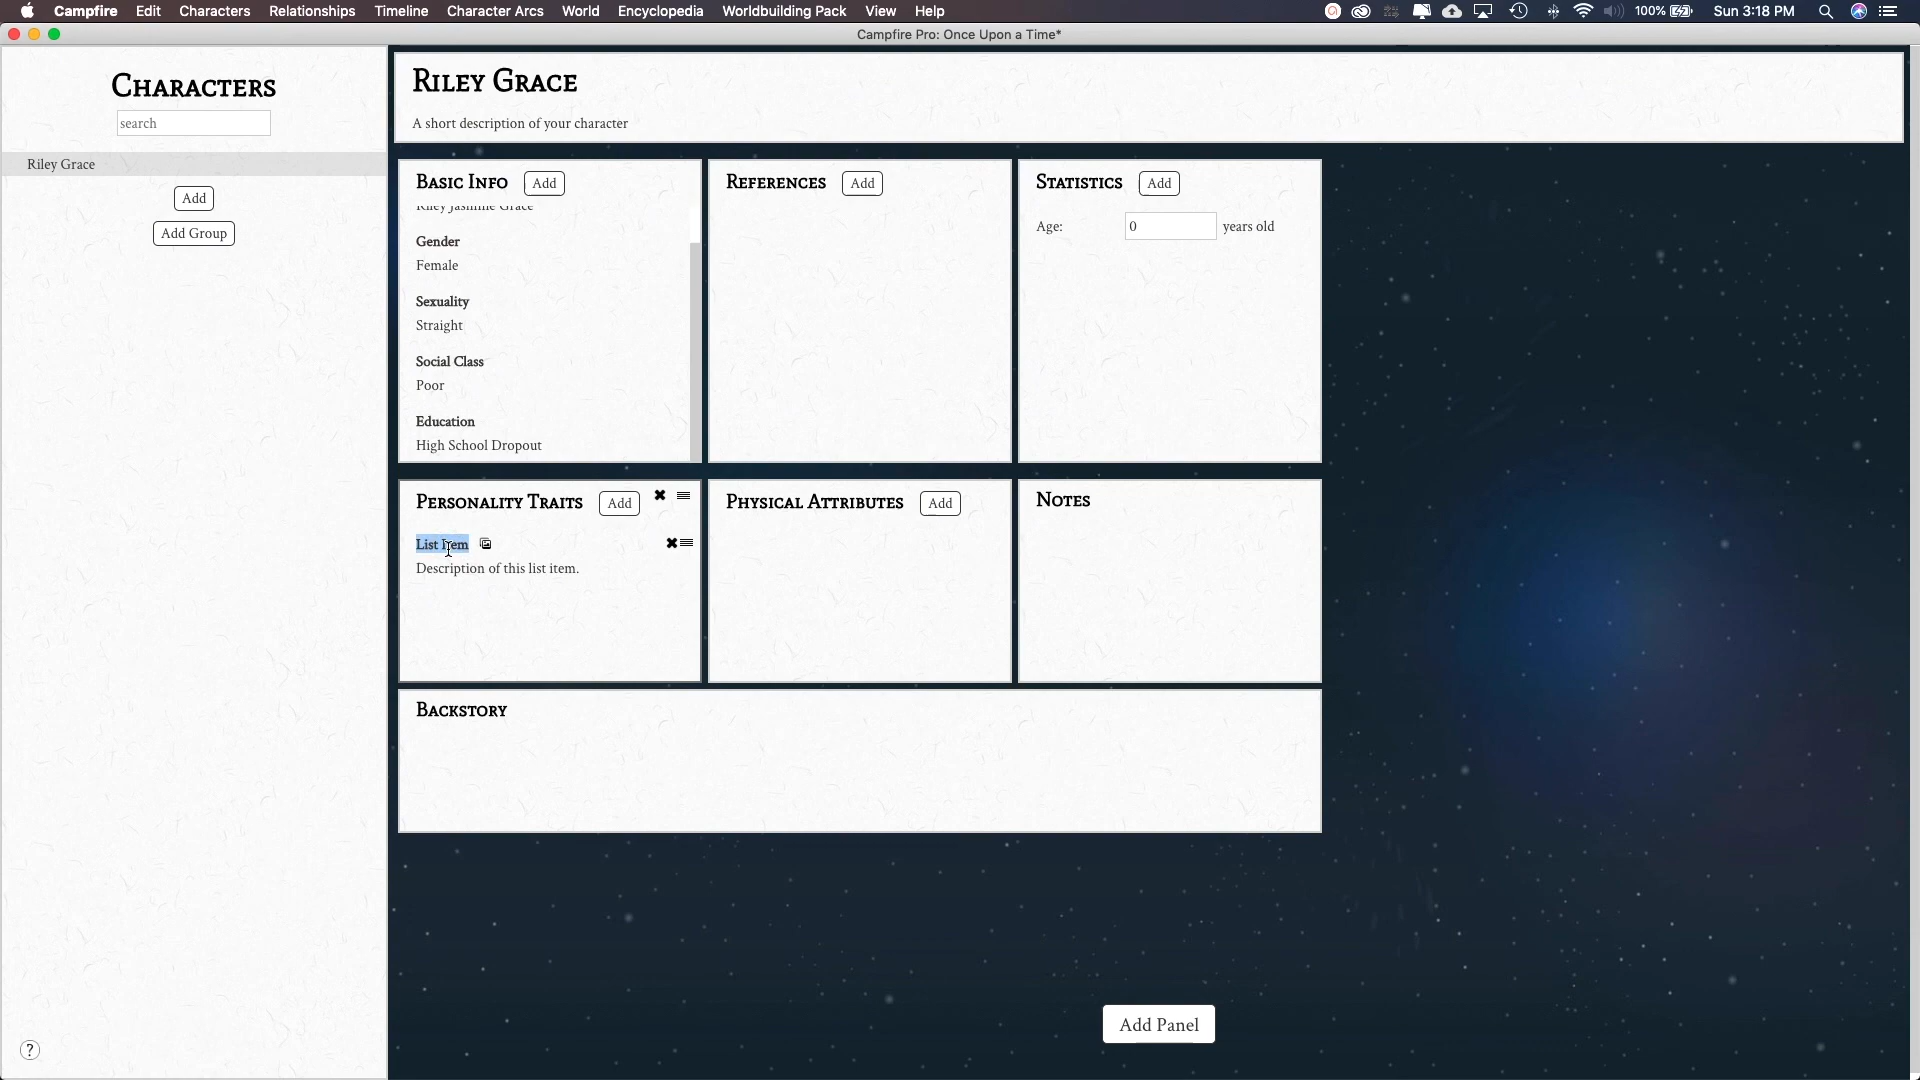 Campfire Edit Characters Relationships Timeline Character Arcs World Encyclopedia Worldbuilding Pack View Help 100% Sun 3:18 PM
Campfire Pro: Once Upon a Time*
Characters
search
Riley Grace
Add
Add Group
?
Riley Grace
A short description of your character
Basic Info Add
Riley Jasmine Grace
Gender
Female
Sexuality
Straight
Social Class
Poor
Education
High School Dropout
References Add
Statistics Add
Age: 0 years old
Personality Traits Add
List Item
Description of this list item.
Physical Attributes Add
Notes
Backstory
Add Panel